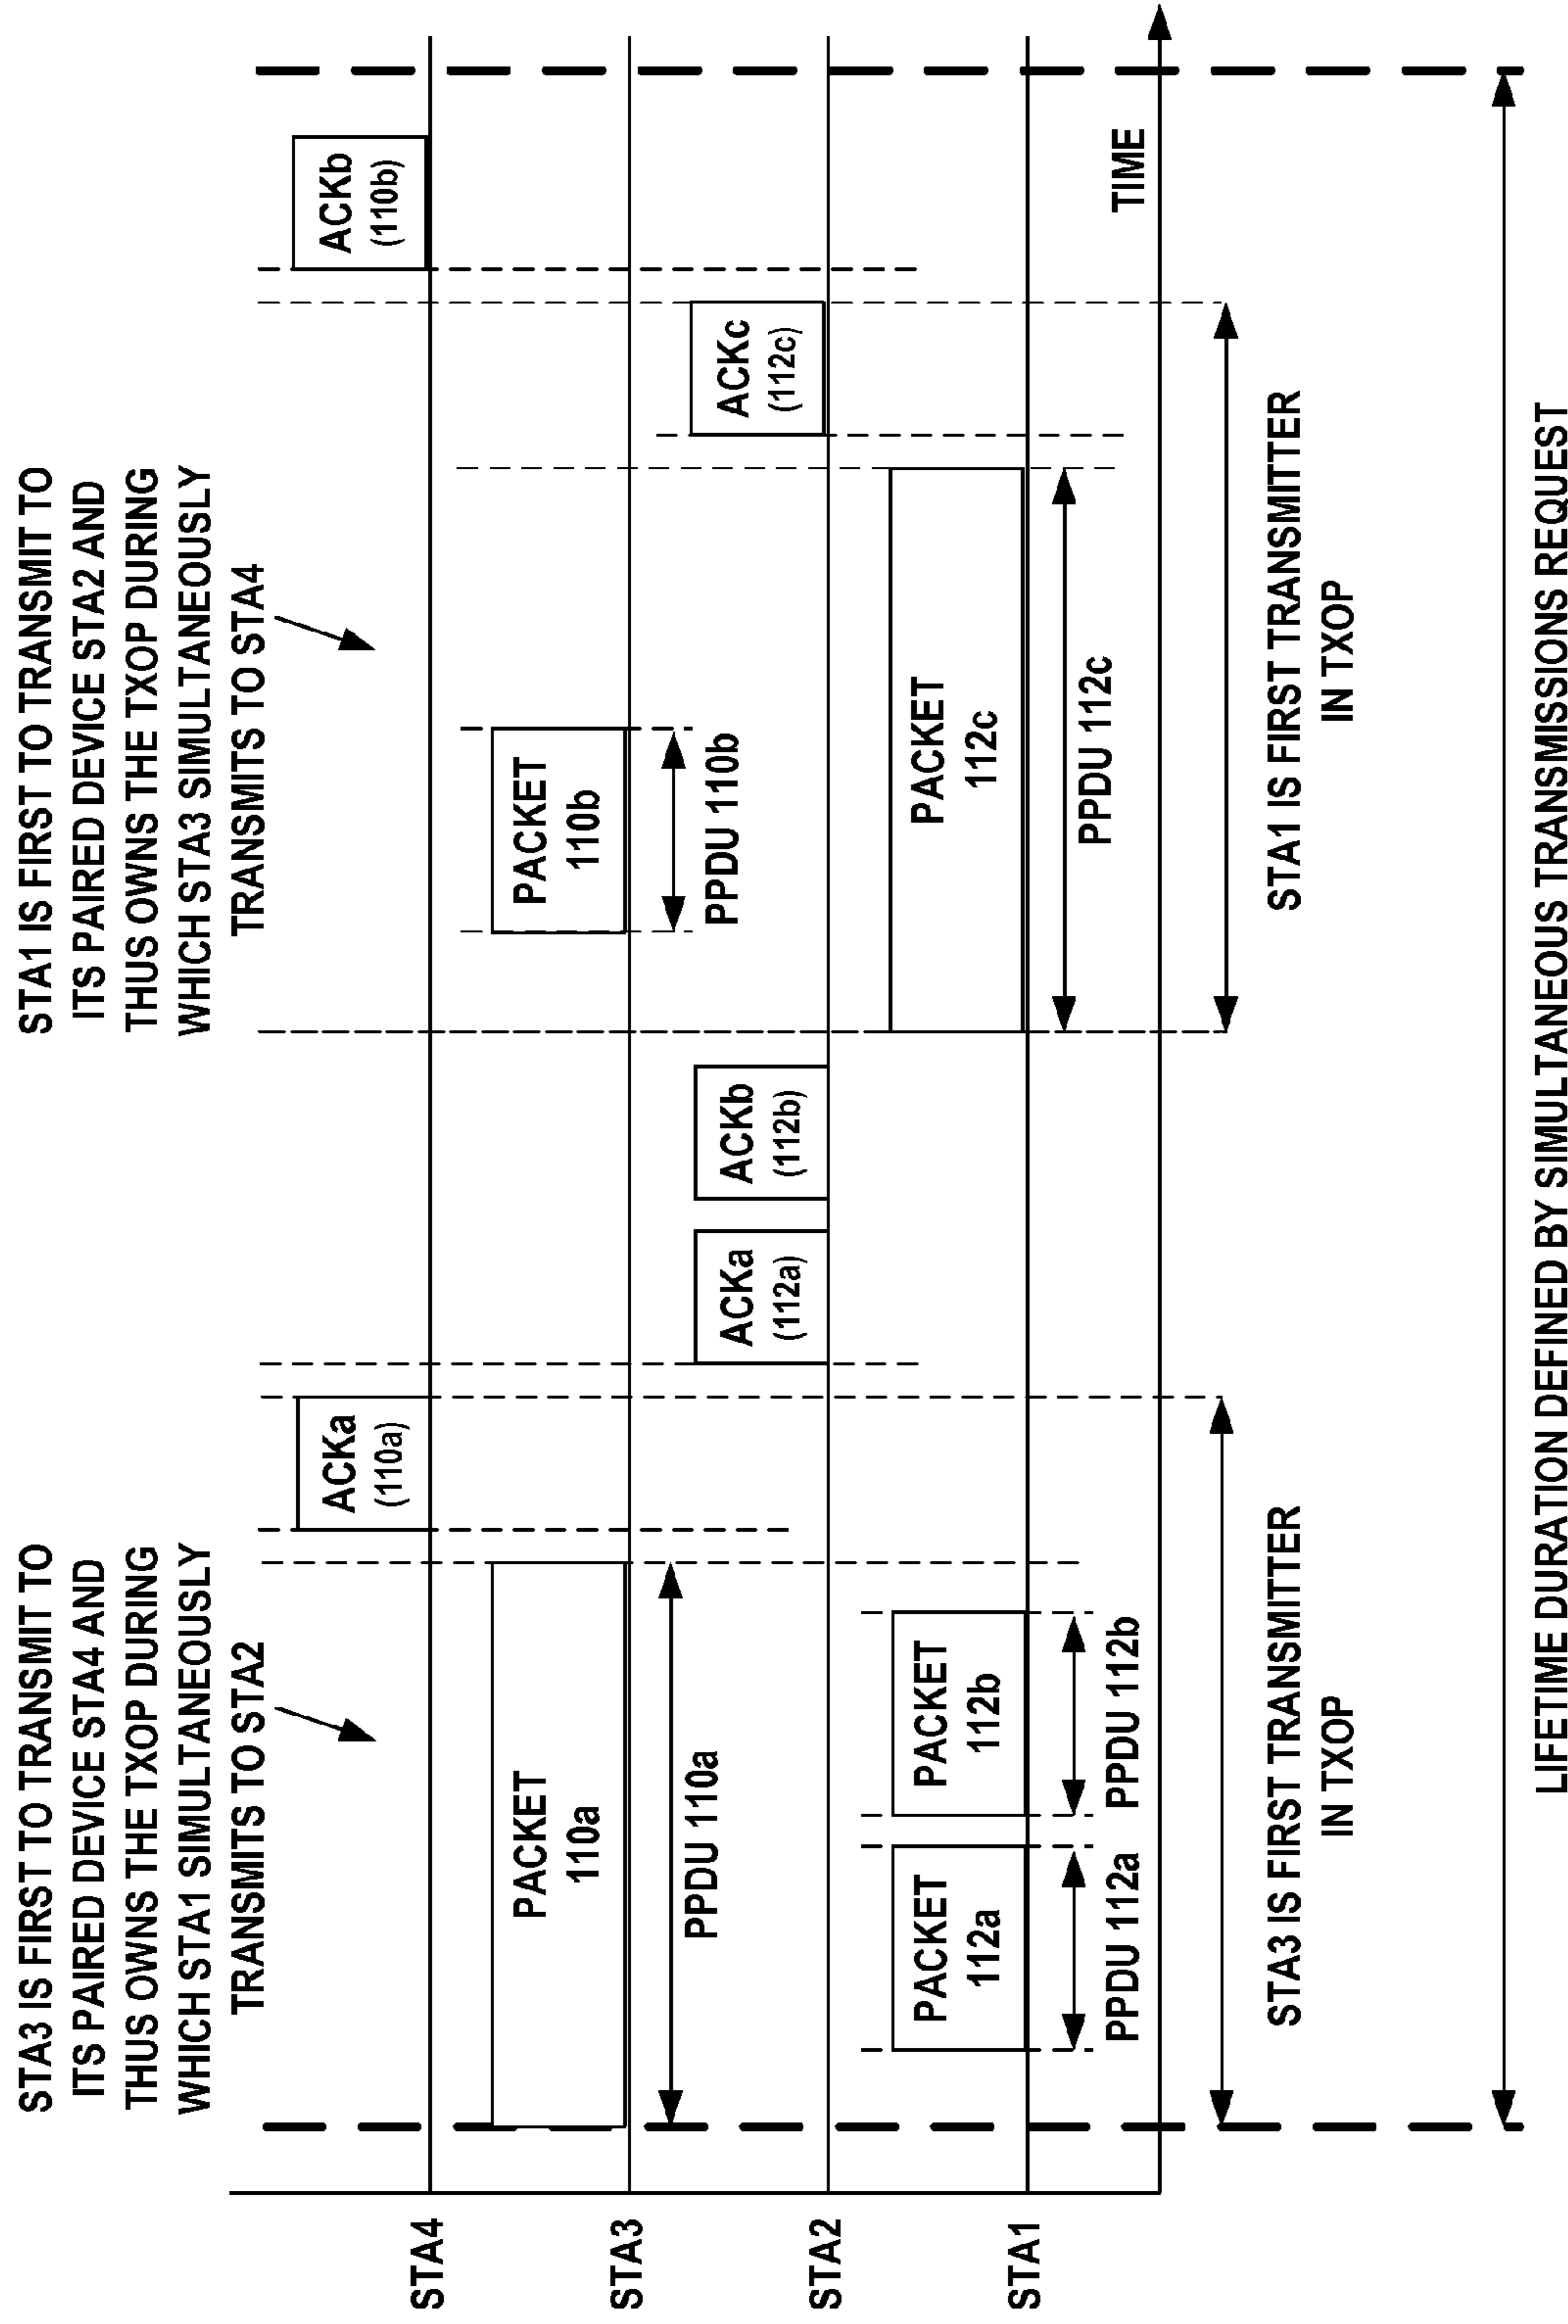 STA3 IS FIRST TO TRANSMIT TO
ITS PAIRED DEVICE STA4 AND
THUS OWNS THE TXOP DURING
WHICH STA1 SIMULTANEOUSLY
TRANSMITS TO STA2
STA1 IS FIRST TO TRANSMIT TO
ITS PAIRED DEVICE STA2 AND
THUS OWNS THE TXOP DURING
WHICH STA3 SIMULTANEOUSLY
TRANSMITS TO STA4
STA4
ACKa
(110a)
ACKb
(110b)
STA3
PACKET
110a
PACKET
110b
PPDU 110a
PPDU 110b
STA2
ACKa
(112a)
ACKb
(112b)
ACKc
(112c)
STA1
PACKET
112a
PACKET
112b
PACKET
112c
PPDU 112a
PPDU 112b
PPDU 112c
TIME
STA3 IS FIRST TRANSMITTER
IN TXOP
STA1 IS FIRST TRANSMITTER
IN TXOP
LIFETIME DURATION DEFINED BY SIMULTANEOUS TRANSMISSIONS REQUEST